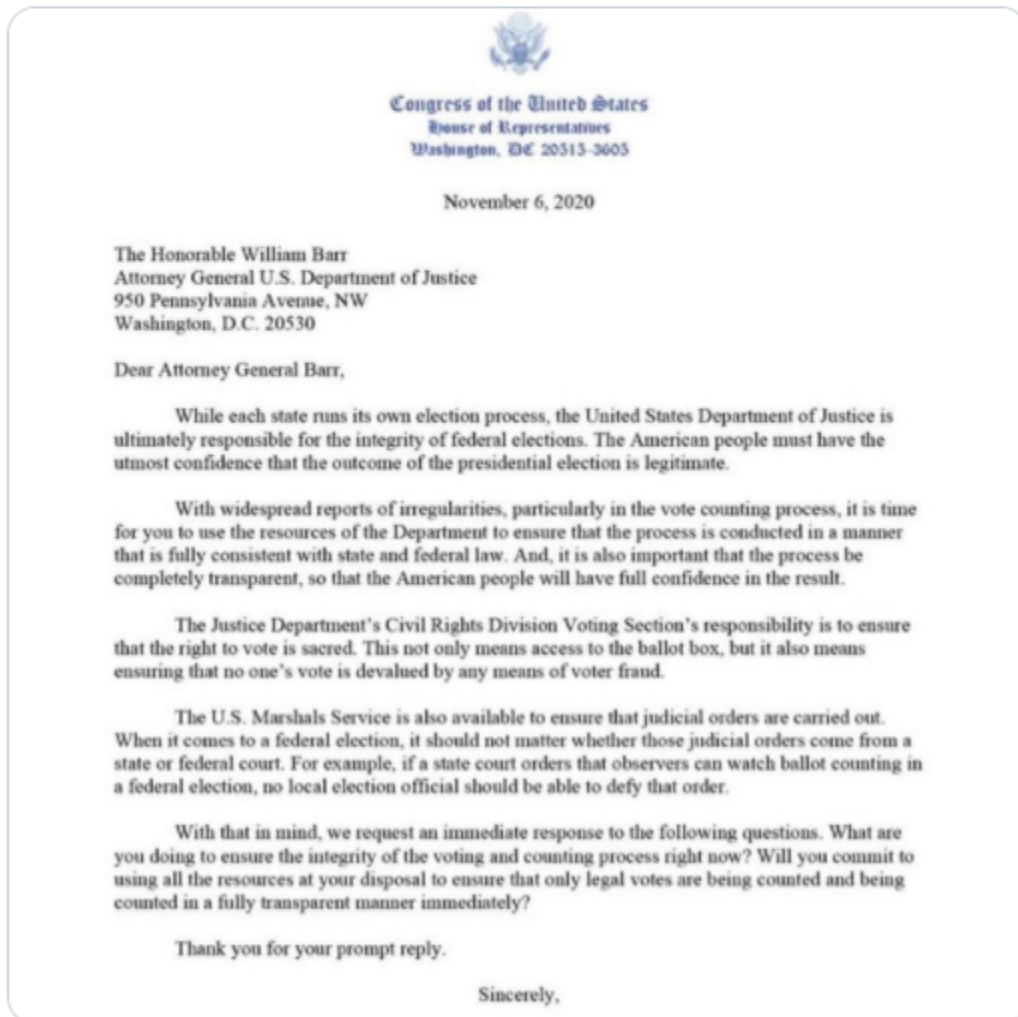 Congress of the United States
House of Representatives
Washington, DC 20515-3605
November 6, 2020
The Honorable William Barr
Attorney General U.S. Department of Justice
950 Pennsylvania Avenue, NW
Washington, D.C. 20530
Dear Attorney General Barr,
While each state runs its own election process, the United States Department of Justice is
ultimately responsible for the integrity of federal elections. The American people must have the
utmost confidence that the outcome of the presidential election is legitimate.
With widespread reports of irregularities, particularly in the vote counting process, it is time
for you to use the resources of the Department to ensure that the process is conducted in a manner
that is fully consistent with state and federal law. And, it is also important that the process be
completely transparent, so that the American people will have full confidence in the result.
The Justice Department's Civil Rights Division Voting Section's responsibility is to ensure
that the right to vote is sacred. This not only means access to the ballot box, but it also means
ensuring that no one's vote is devalued by any means of voter fraud.
The U.S. Marshals Service is also available to ensure that judicial orders are carried out.
When it comes to a federal election, it should not matter whether those judicial orders come from a
state or federal court. For example, if a state court orders that observers can watch ballot counting in
a federal election, no local election official should be able to defy that order.
With that in mind, we request an immediate response to the following questions. What are
you doing to ensure the integrity of the voting and counting process right now? Will you commit to
using all the resources at your disposal to ensure that only legal votes are being counted and being
counted in a fully transparent manner immediately?
Thank you for your prompt reply.
Sincerely,